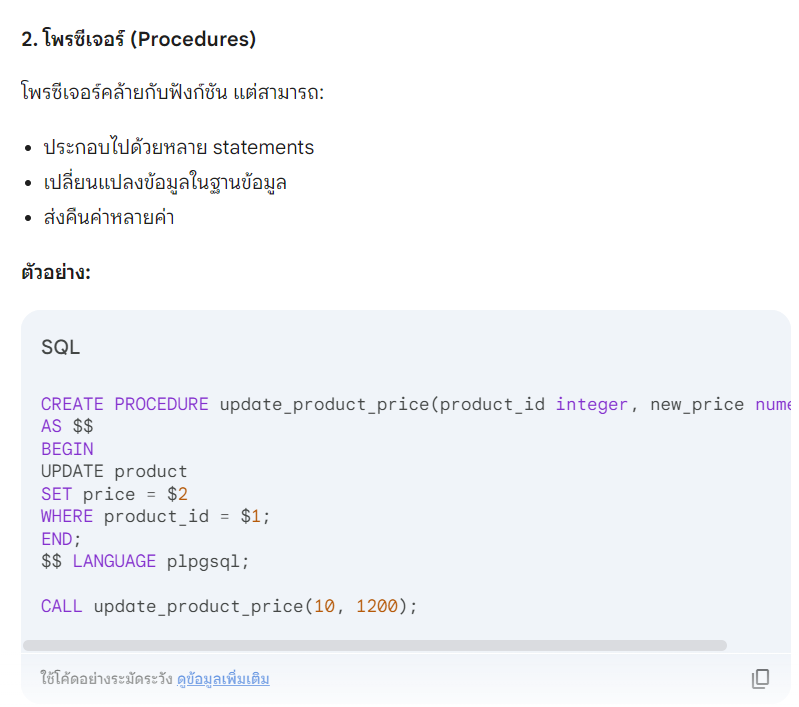 2. โพรซีเจอร์ (Procedures)
โพรซีเจอร์คล้ายกับฟังก์ชัน แต่สามารถ:
• ประกอบไปด้วยหลาย statements
• เปลี่ยนแปลงข้อมูลในฐานข้อมูล
• ส่งคืนค่าหลายค่า
ตัวอย่าง:
SQL
CREATE PROCEDURE update_product_price(product_id integer, new_price nume
AS $$
BEGIN
UPDATE product
SET price = $2
WHERE product_id = $1;
END;
$$ LANGUAGE plpgsql;
CALL update_product_price(10, 1200);
ใช้โค้ดอย่างระมัดระวัง ดูข้อมูลเพิ่มเติม